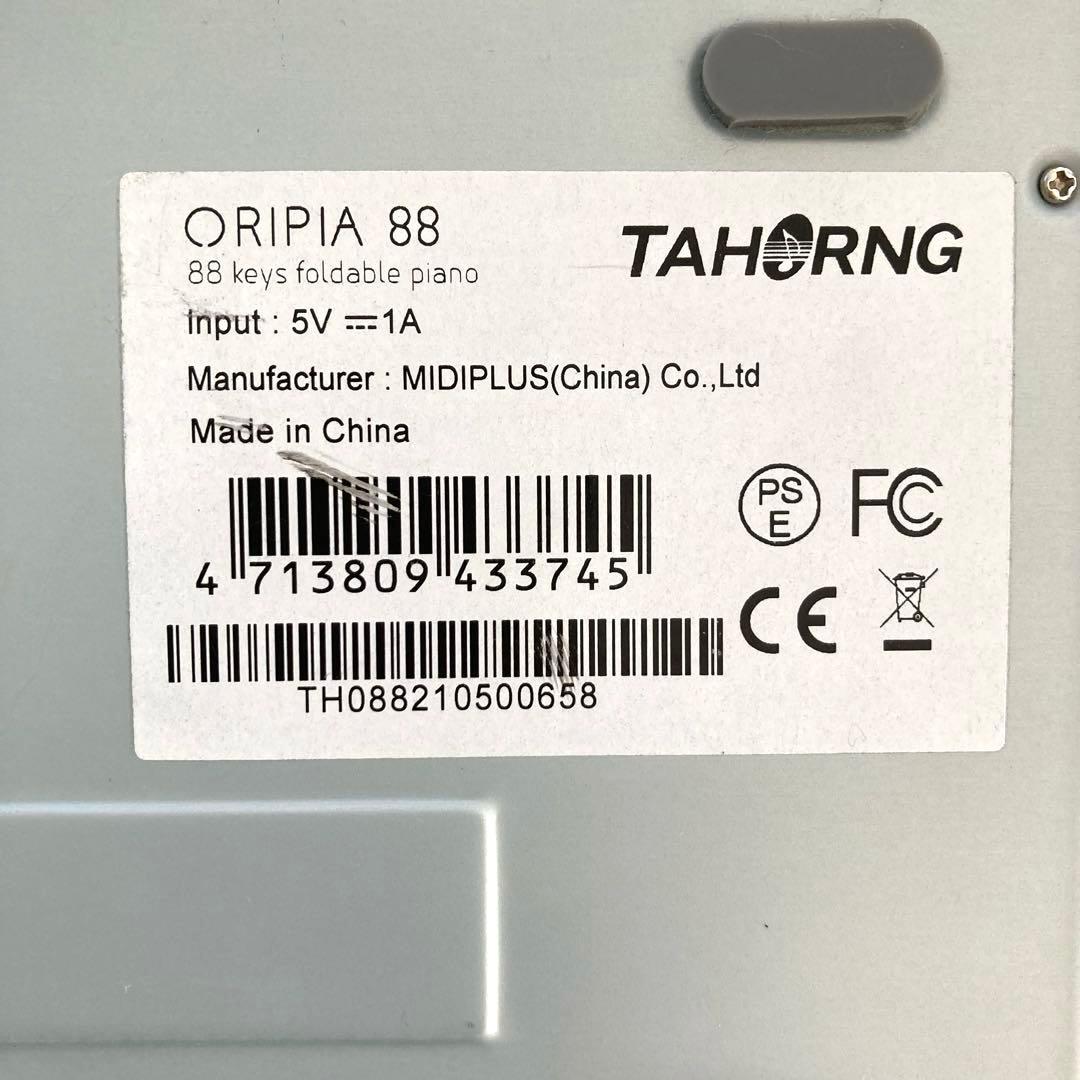 ORIPIA 88
TAHORNG
88 keys foldable piano
Input : 5V ⎓ 1A
Manufacturer : MIDIPLUS(China) Co.,Ltd
Made in China
PS
E
FC
4 713809 433745
CE
TH088210500658